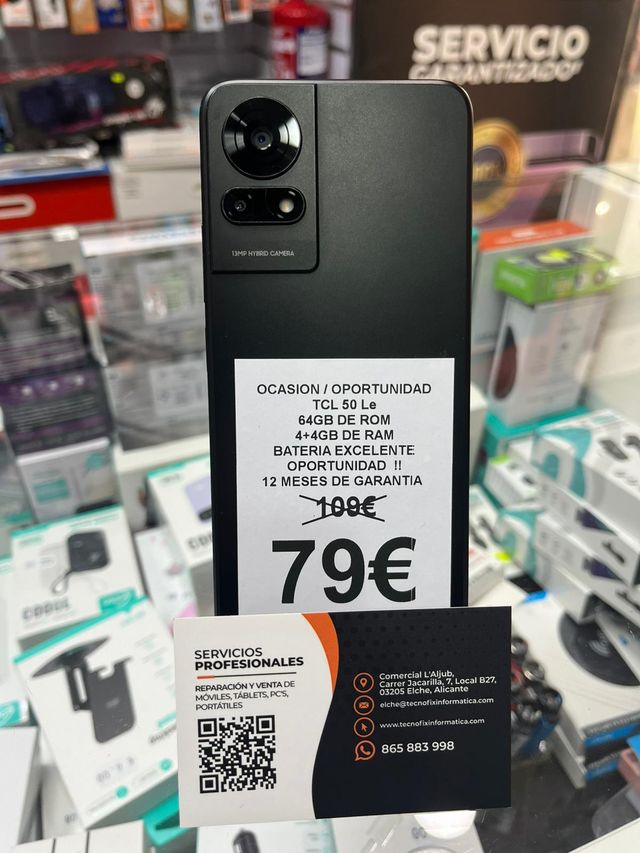 SERVICIO
GARANTIZADO*
13MP HYBRID CAMERA
OCASION / OPORTUNIDAD
TCL 50 Le
64GB DE ROM
4+4GB DE RAM
BATERIA EXCELENTE
OPORTUNIDAD !!
12 MESES DE GARANTIA
109€
79€
SERVICIOS
PROFESIONALES
REPARACIÓN Y VENTA DE
MÓVILES, TÁBLETS, PC'S,
PORTÁTILES
Comercial L'Aljub,
Carrer Jacarilla, 7, Local B27,
03205 Elche, Alicante
elche@tecnofixinformatica.com
www.tecnofixinformatica.com
865 883 998